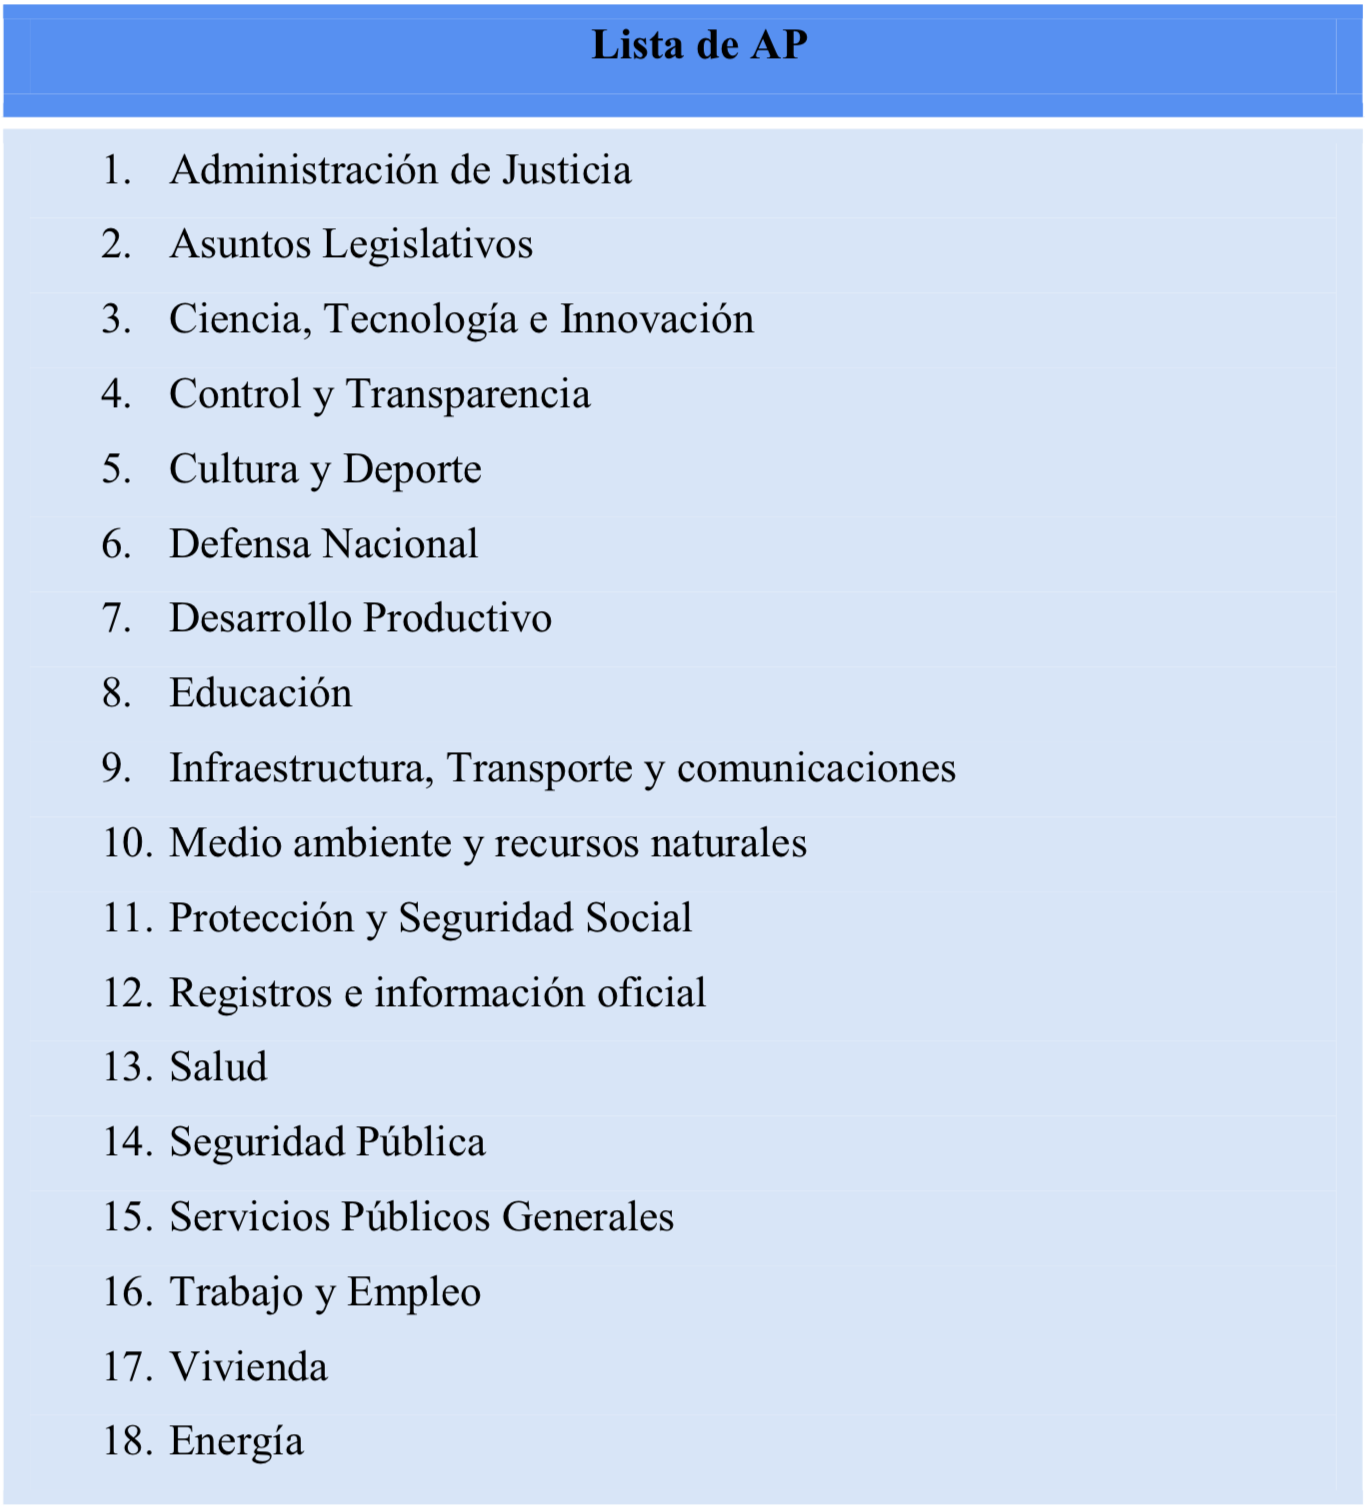 Lista de AP
1. Administración de Justicia
2. Asuntos Legislativos
3. Ciencia, Tecnología e Innovación
4. Control y Transparencia
5. Cultura y Deporte
6. Defensa Nacional
7. Desarrollo Productivo
8. Educación
9. Infraestructura, Transporte y comunicaciones
10. Medio ambiente y recursos naturales
11. Protección y Seguridad Social
12. Registros e información oficial
13. Salud
14. Seguridad Pública
15. Servicios Públicos Generales
16. Trabajo y Empleo
17. Vivienda
18. Energía